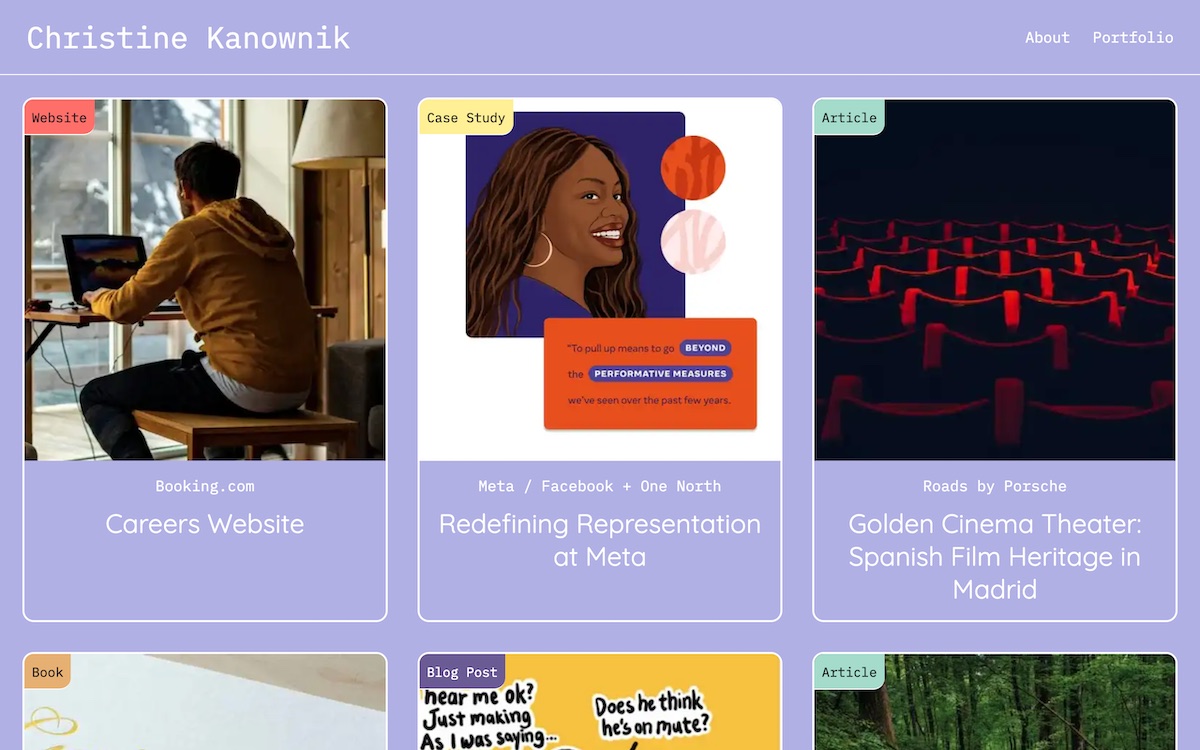 Christine Kanownik
About
Portfolio
Website
Case Study
Article
"To pull up means to go BEYOND
the PERFORMATIVE MEASURES
we've seen over the past few years.
Booking.com
Careers Website
Meta / Facebook + One North
Redefining Representation
at Meta
Roads by Porsche
Golden Cinema Theater:
Spanish Film Heritage in
Madrid
Book
Blog Post
hear me ok?
Just making
As I was saying...
Does he think
he's on mute?
Article